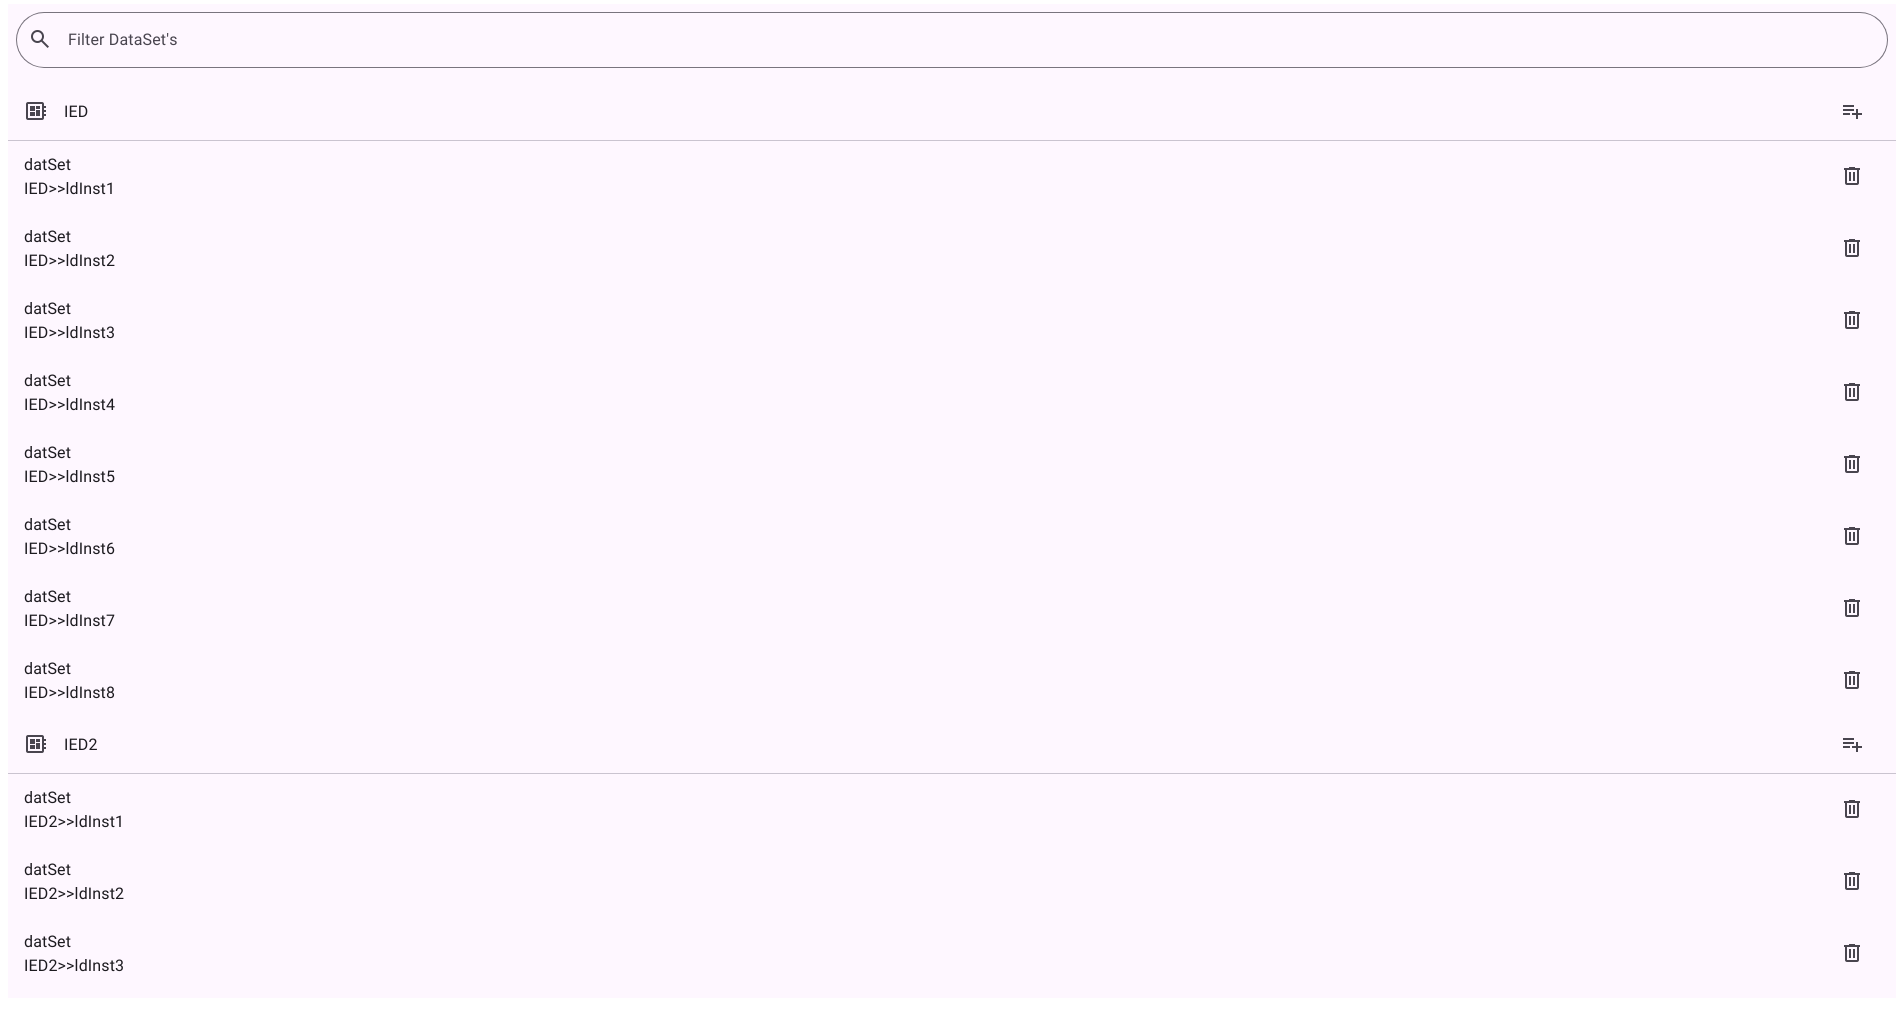 Filter DataSet's
IED
datSet
IED>>ldInst1
datSet
IED>>ldInst2
datSet
IED>>ldInst3
datSet
IED>>ldInst4
datSet
IED>>ldInst5
datSet
IED>>ldInst6
datSet
IED>>ldInst7
datSet
IED>>ldInst8
IED2
datSet
IED2>>ldInst1
datSet
IED2>>ldInst2
datSet
IED2>>ldInst3